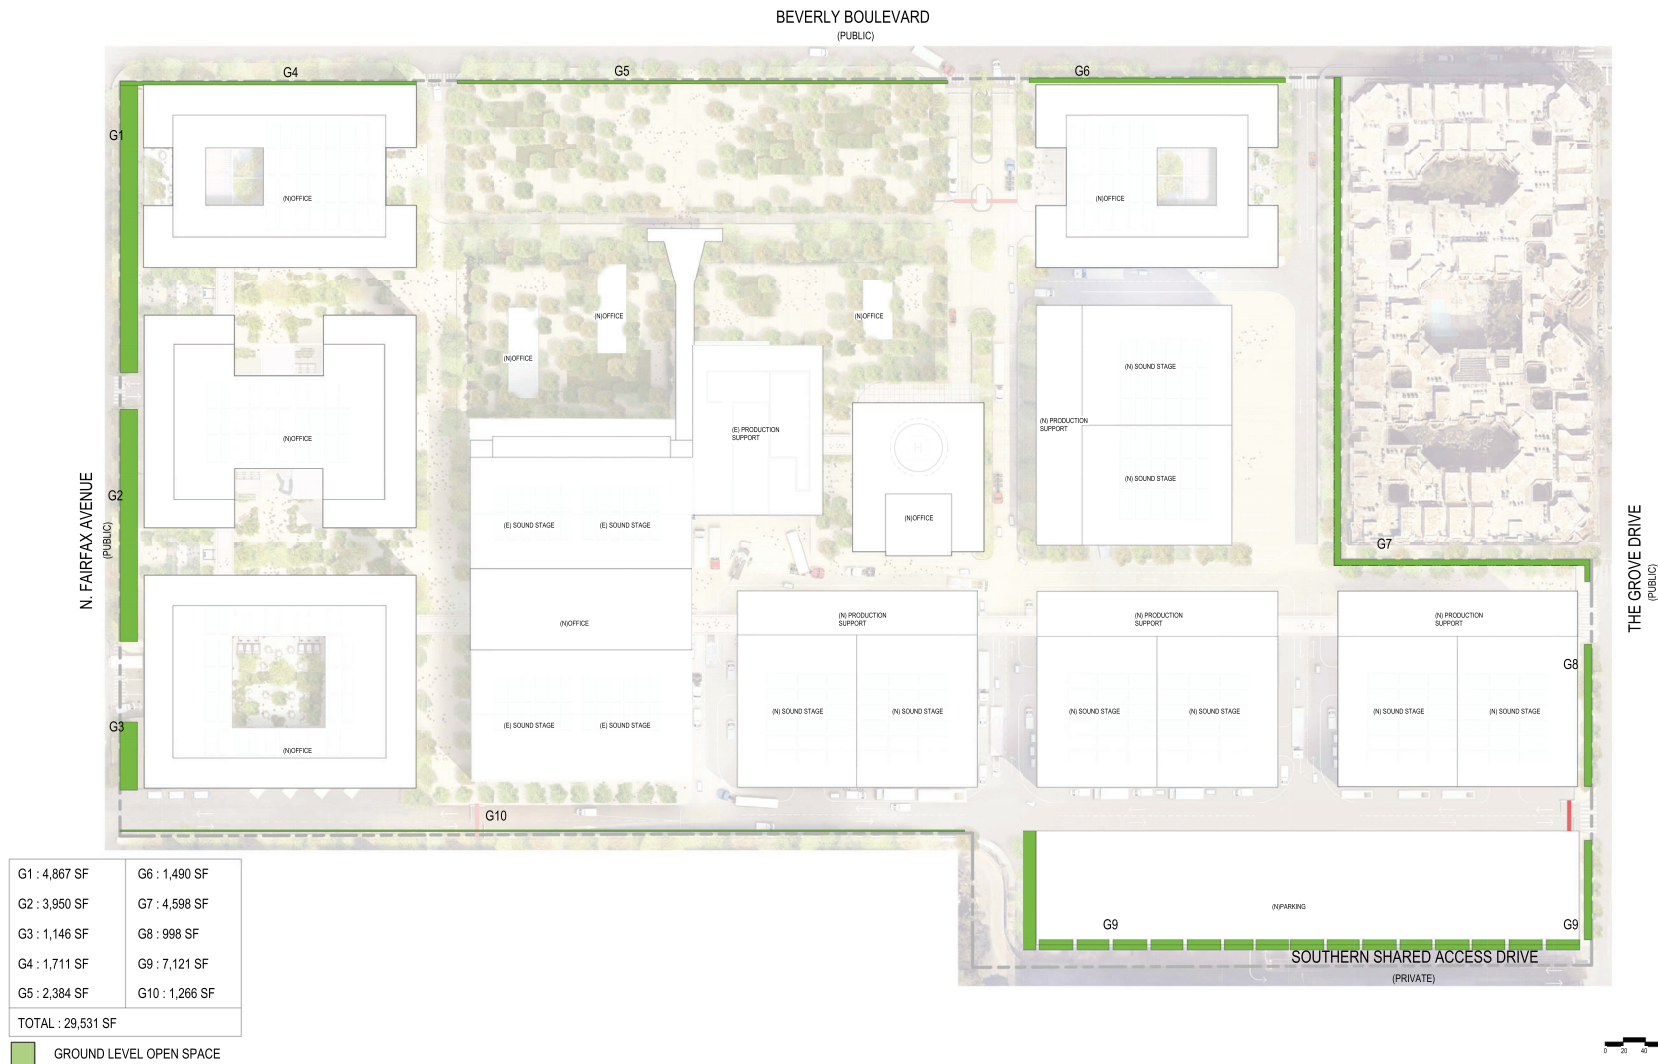 BEVERLY BOULEVARD
(PUBLIC)
G4
G5
G6
G1
(N)OFFICE
(N)OFFICE
(N)OFFICE
(N)OFFICE
(N)OFFICE
(N) SOUND STAGE
(N) PRODUCTION
SUPPORT
(E) PRODUCTION
SUPPORT
(N)OFFICE
H
(N) SOUND STAGE
N. FAIRFAX AVENUE
(PUBLIC)
G2
(E) SOUND STAGE
(E) SOUND STAGE
(N)OFFICE
G7
THE GROVE DRIVE
(PUBLIC)
(N)OFFICE
(N) PRODUCTION
SUPPORT
(N) PRODUCTION
SUPPORT
(N) PRODUCTION
SUPPORT
G8
G3
(N)OFFICE
(E) SOUND STAGE
(E) SOUND STAGE
(N) SOUND STAGE
(N) SOUND STAGE
(N) SOUND STAGE
(N) SOUND STAGE
(N) SOUND STAGE
(N) SOUND STAGE
G10
(N)PARKING
G9
G9
SOUTHERN SHARED ACCESS DRIVE
(PRIVATE)
G1 : 4,867 SF
G6 : 1,490 SF
G2 : 3,950 SF
G7 : 4,598 SF
G3 : 1,146 SF
G8 : 998 SF
G4 : 1,711 SF
G9 : 7,121 SF
G5 : 2,384 SF
G10 : 1,266 SF
TOTAL : 29,531 SF
GROUND LEVEL OPEN SPACE
0 20 40